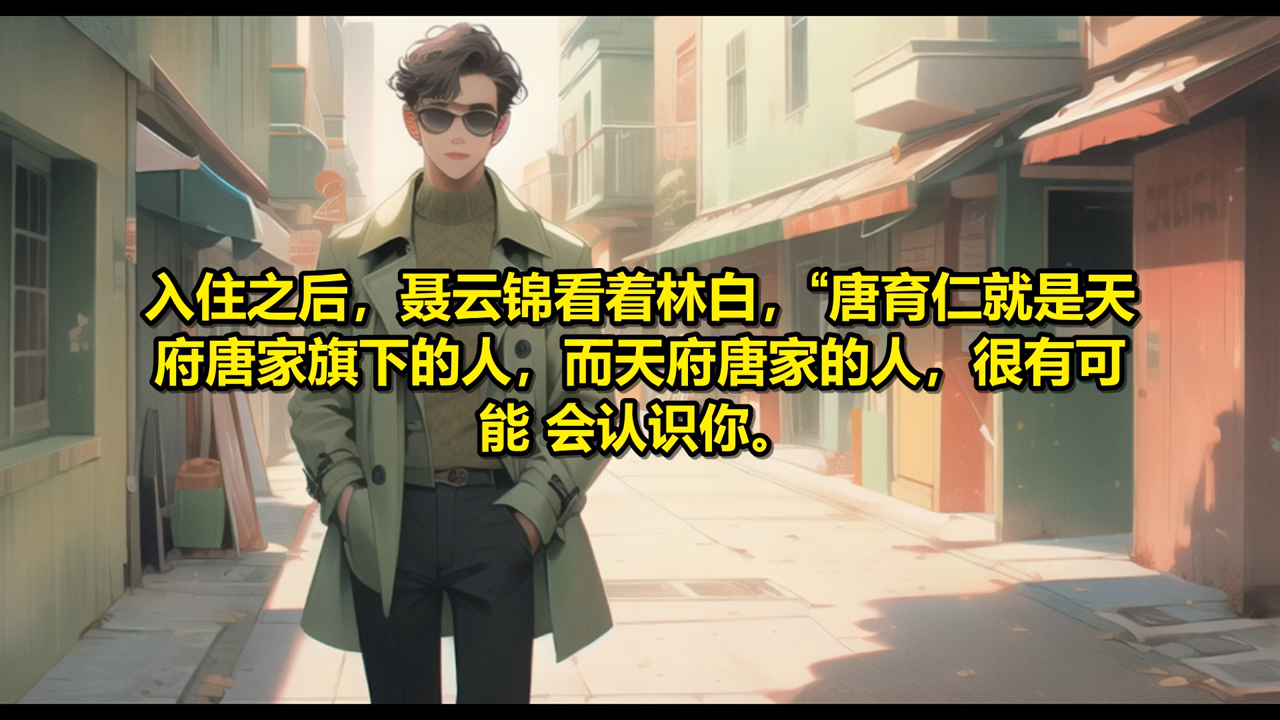 入住之后，聂云锦看着林白，“唐育仁就是天
府唐家旗下的人，而天府唐家的人，很有可
能 会认识你。